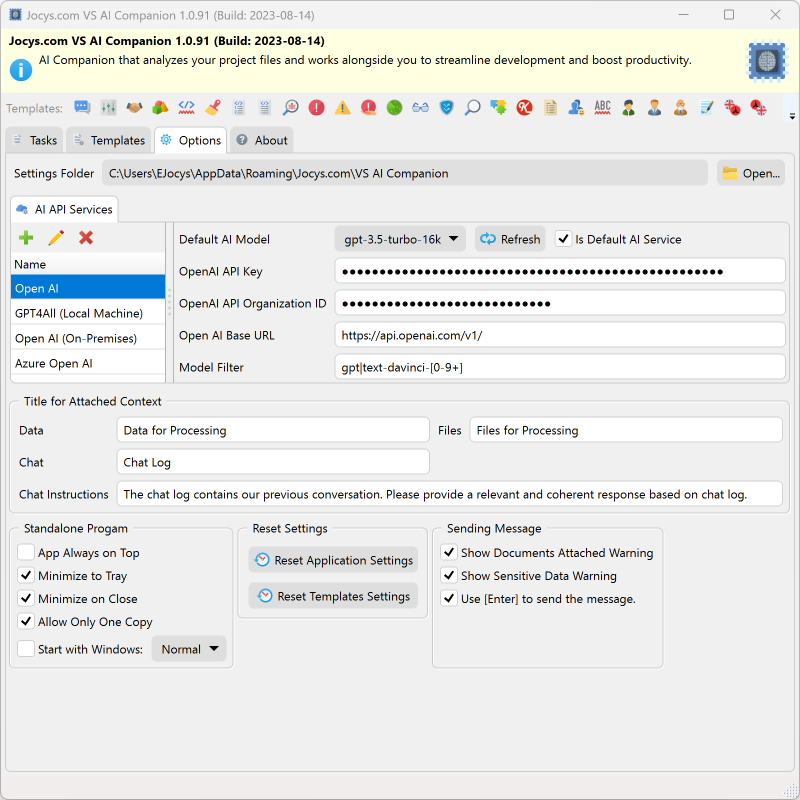 Jocys.com VS AI Companion 1.0.91 (Build: 2023-08-14)
Jocys.com VS AI Companion 1.0.91 (Build: 2023-08-14)
AI Companion that analyzes your project files and works alongside you to streamline development and boost productivity.
Templates:
ABC
Tasks Templates Options About
Settings Folder C:\Users\EJocys\AppData\Roaming\Jocys.com\VS AI Companion Open...
AI API Services
Name
Open AI
GPT4All (Local Machine)
Open AI (On-Premises)
Azure Open AI
Default AI Model gpt-3.5-turbo-16k Refresh Is Default AI Service
OpenAI API Key
OpenAI API Organization ID
Open AI Base URL https://api.openai.com/v1/
Model Filter gpt|text-davinci-[0-9+]
Title for Attached Context
Data Data for Processing Files Files for Processing
Chat Chat Log
Chat Instructions The chat log contains our previous conversation. Please provide a relevant and coherent response based on chat log.
Standalone Progam
App Always on Top
Minimize to Tray
Minimize on Close
Allow Only One Copy
Start with Windows: Normal
Reset Settings
Reset Application Settings
Reset Templates Settings
Sending Message
Show Documents Attached Warning
Show Sensitive Data Warning
Use [Enter] to send the message.